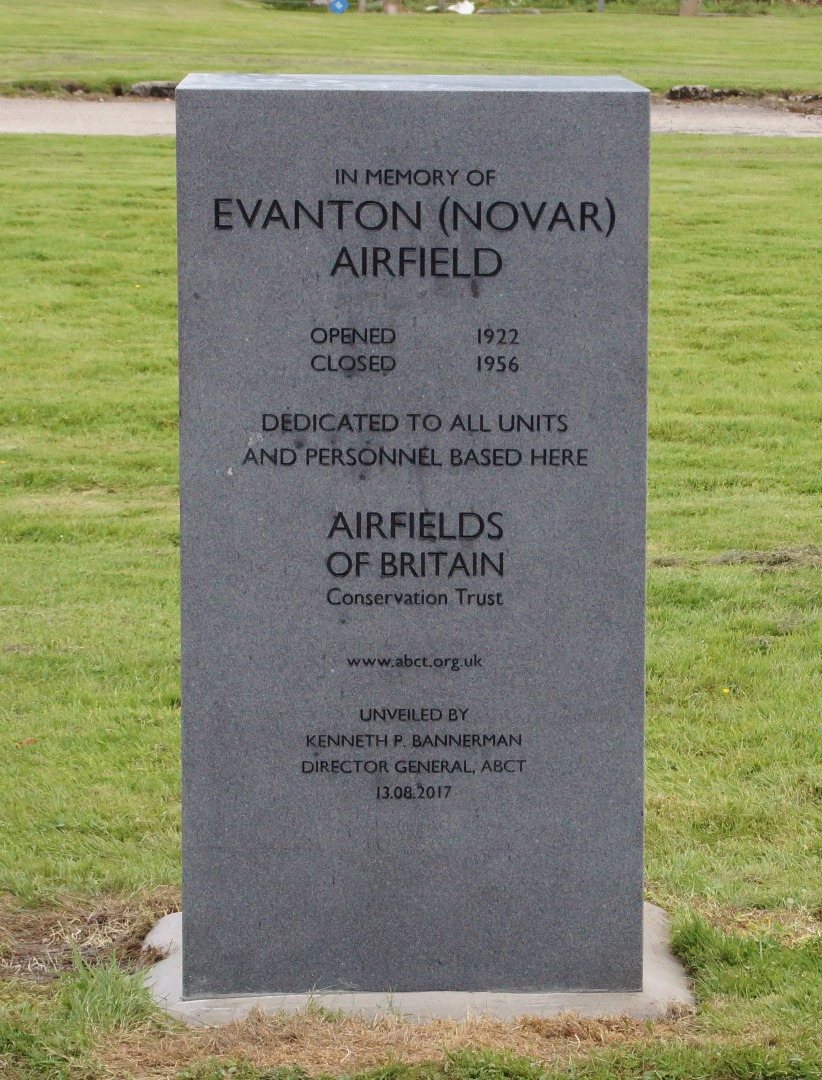 IN MEMORY OF
EVANTON (NOVAR)
AIRFIELD
OPENED 1922
CLOSED 1956
DEDICATED TO ALL UNITS
AND PERSONNEL BASED HERE
AIRFIELDS
OF BRITAIN
Conservation Trust
www.abct.org.uk
UNVEILED BY
KENNETH P. BANNERMAN
DIRECTOR GENERAL, ABCT
13.08.2017